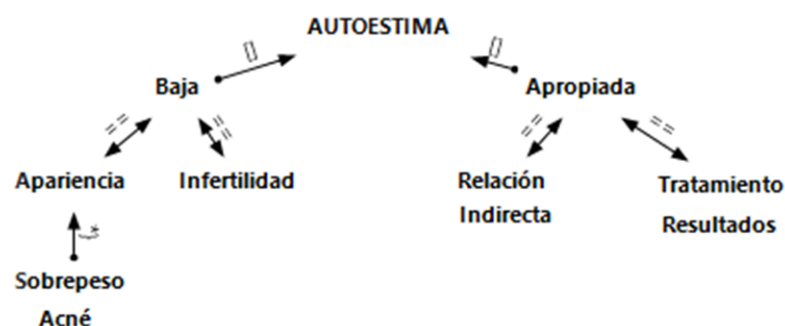 AUTOESTIMA
Baja
Apropiada
[]
[]
==
==
==
==
Apariencia
Infertilidad
Relación
Indirecta
Tratamiento
Resultados
Sobrepeso
Acné